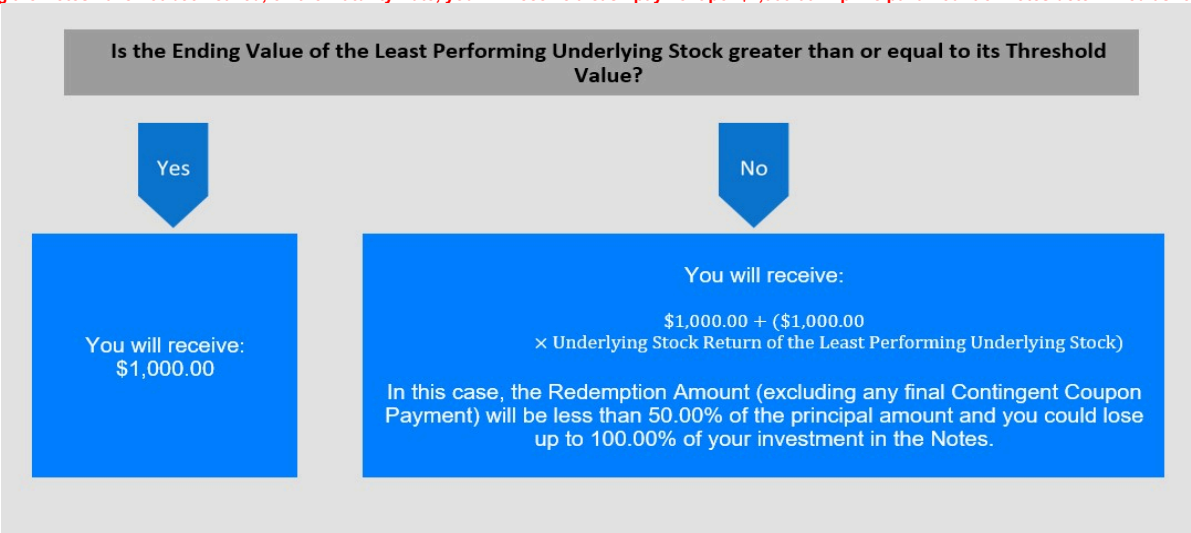 Is the Ending Value of the Least Performing Underlying Stock greater than or equal to its Threshold
Value?
Yes
No
You will receive:
$1,000.00
You will receive:
$1,000.00 + ($1,000.00
× Underlying Stock Return of the Least Performing Underlying Stock)
In this case, the Redemption Amount (excluding any final Contingent Coupon
Payment) will be less than 50.00% of the principal amount and you could lose
up to 100.00% of your investment in the Notes.